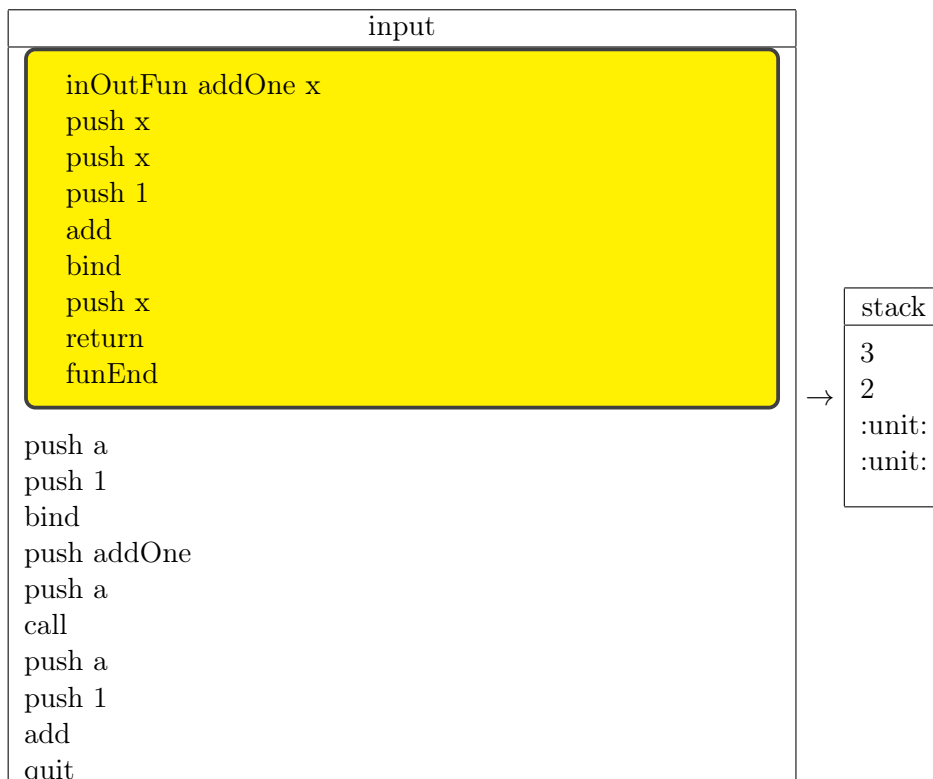 input
inOutFun addOne x
push x
push x
push 1
add
bind
push x
return
funEnd
push a
push 1
bind
push addOne
push a
call
push a
push 1
add
quit
→
stack
3
2
:unit:
:unit: